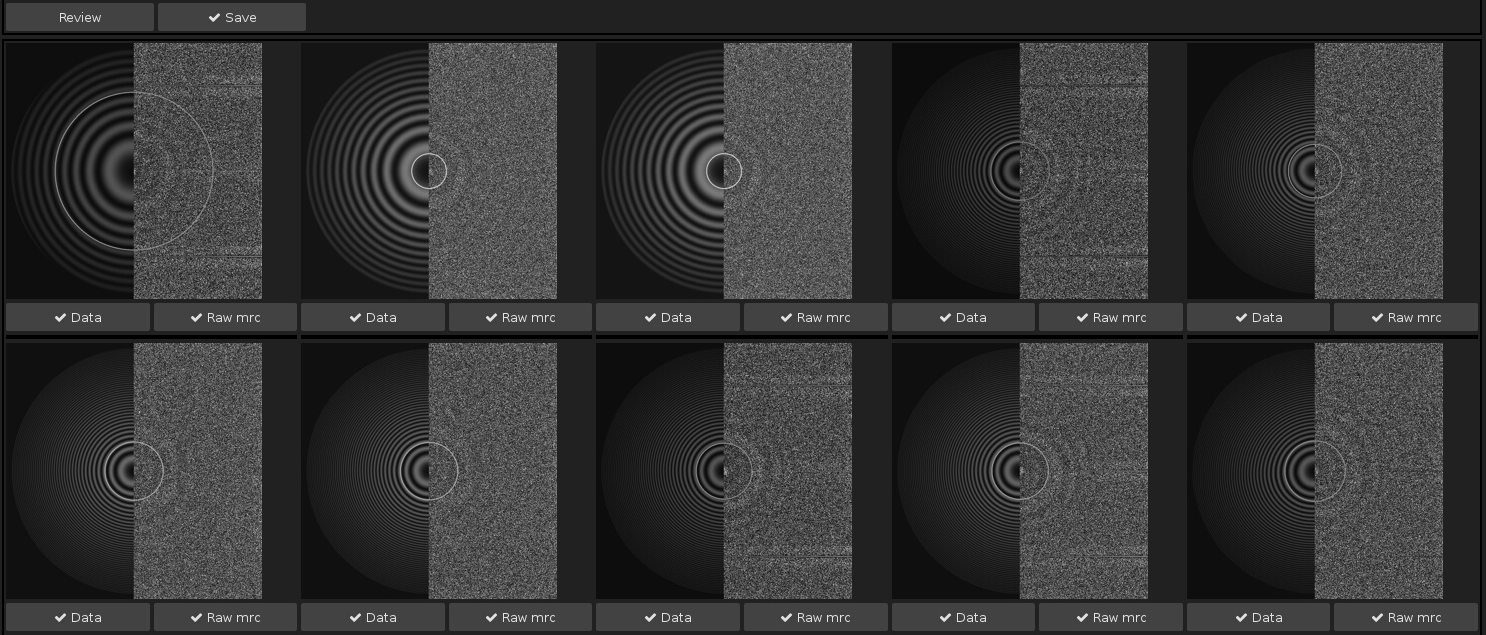 Review ✔ Save
✔ Data ✔ Raw mrc ✔ Data ✔ Raw mrc ✔ Data ✔ Raw mrc ✔ Data ✔ Raw mrc ✔ Data ✔ Raw mrc
✔ Data ✔ Raw mrc ✔ Data ✔ Raw mrc ✔ Data ✔ Raw mrc ✔ Data ✔ Raw mrc ✔ Data ✔ Raw mrc